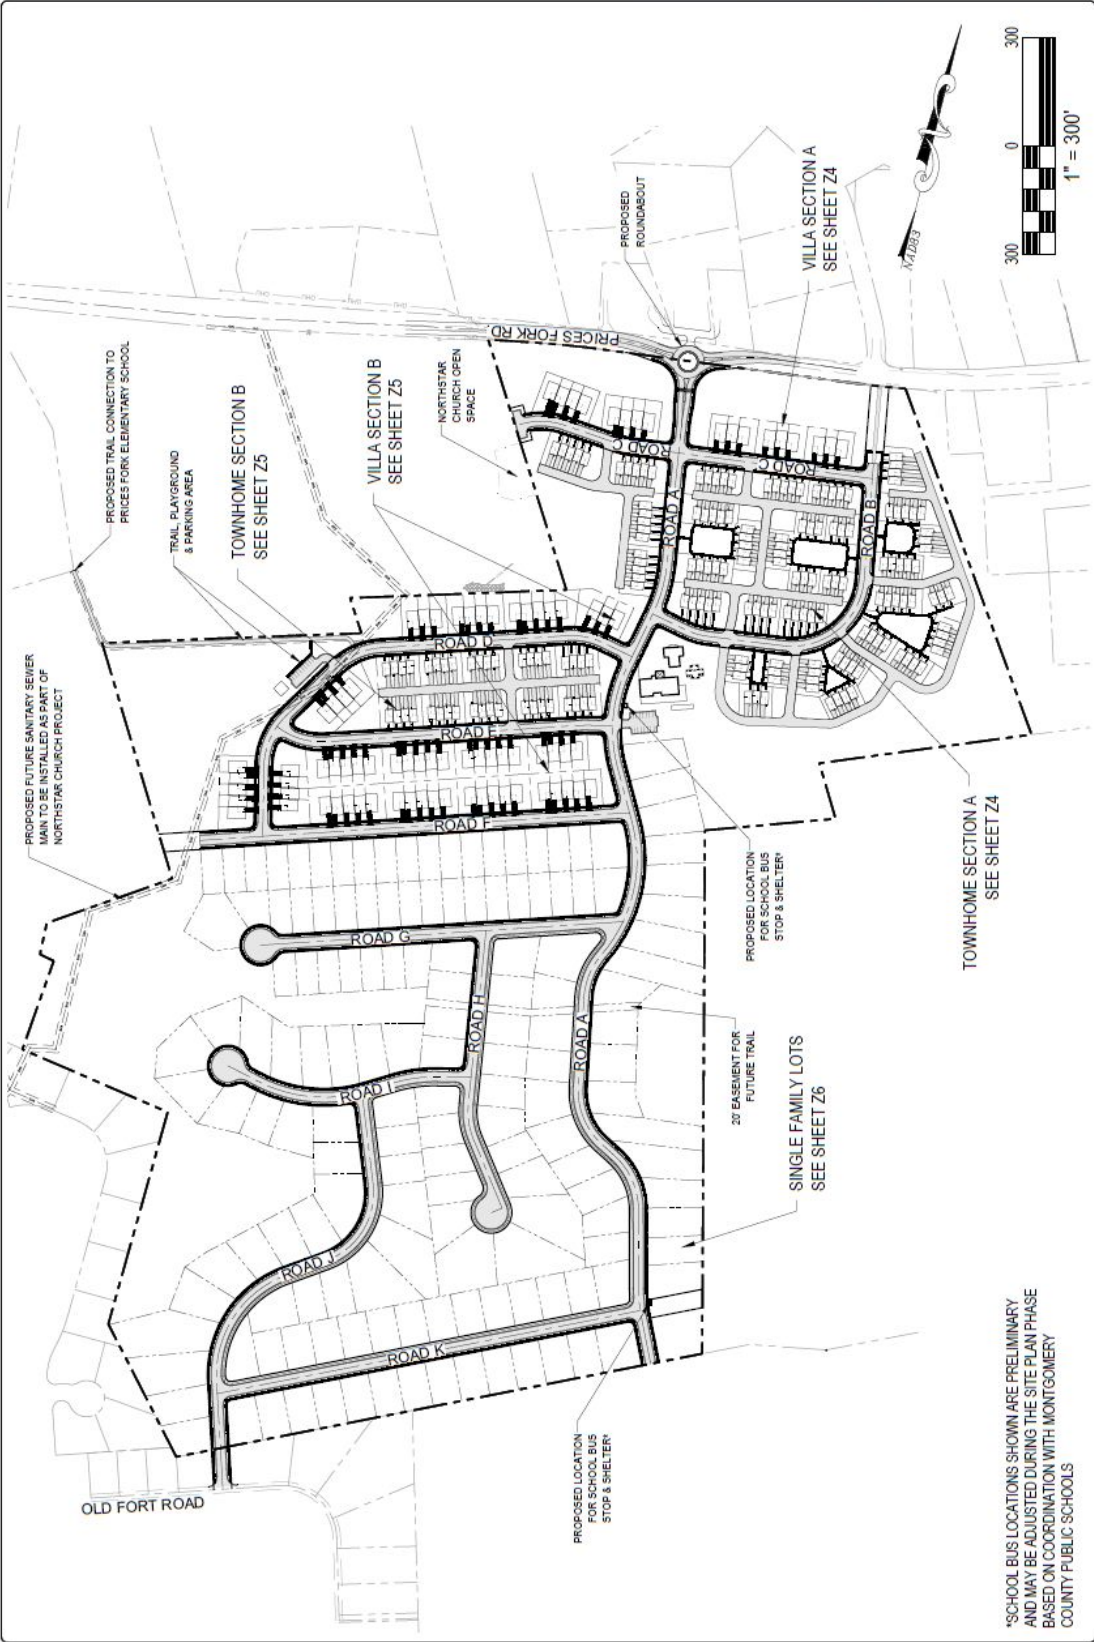 PROPOSED TRAIL CONNECTION TO
PRICES FORK ELEMENTARY SCHOOL
TRAIL, PLAYGROUND
& PARKING AREA
TOWNHOME SECTION B
SEE SHEET Z5
VILLA SECTION B
SEE SHEET Z5
NORTHSTAR
CHURCH OPEN
SPACE
PRICES FORK RD
PROPOSED
ROUNDABOUT
VILLA SECTION A
SEE SHEET Z4
NAD83
300
0
300
1" = 300'
PROPOSED FUTURE SANITARY SEWER
MAIN TO BE INSTALLED AS PART OF
NORTHSTAR CHURCH PROJECT
ROAD C
ROAD C
ROAD A
ROAD B
ROAD D
ROAD E
ROAD F
ROAD G
ROAD H
ROAD A
ROAD I
ROAD J
ROAD K
OLD FORT ROAD
OHU
OHU
OHU
TOWNHOME SECTION A
SEE SHEET Z4
PROPOSED LOCATION
FOR SCHOOL BUS
STOP & SHELTER*
20' EASEMENT FOR
FUTURE TRAIL
SINGLE FAMILY LOTS
SEE SHEET Z6
PROPOSED LOCATION
FOR SCHOOL BUS
STOP & SHELTER*
*SCHOOL BUS LOCATIONS SHOWN ARE PRELIMINARY
AND MAY BE ADJUSTED DURING THE SITE PLAN PHASE
BASED ON COORDINATION WITH MONTGOMERY
COUNTY PUBLIC SCHOOLS